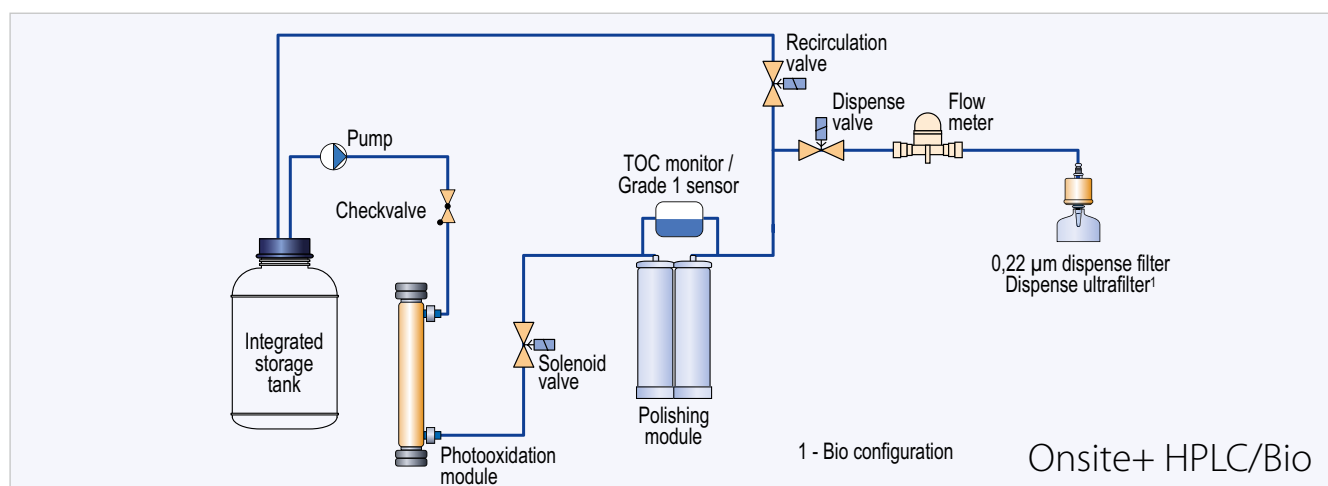 Recirculation
valve
Dispense
valve
Flow
meter
Pump
TOC monitor /
Grade 1 sensor
Checkvalve
0,22 µm dispense filter
Dispense ultrafilter¹
Integrated
storage
tank
Solenoid
valve
Polishing
module
Photooxidation
module
1 - Bio configuration
Onsite+ HPLC/Bio